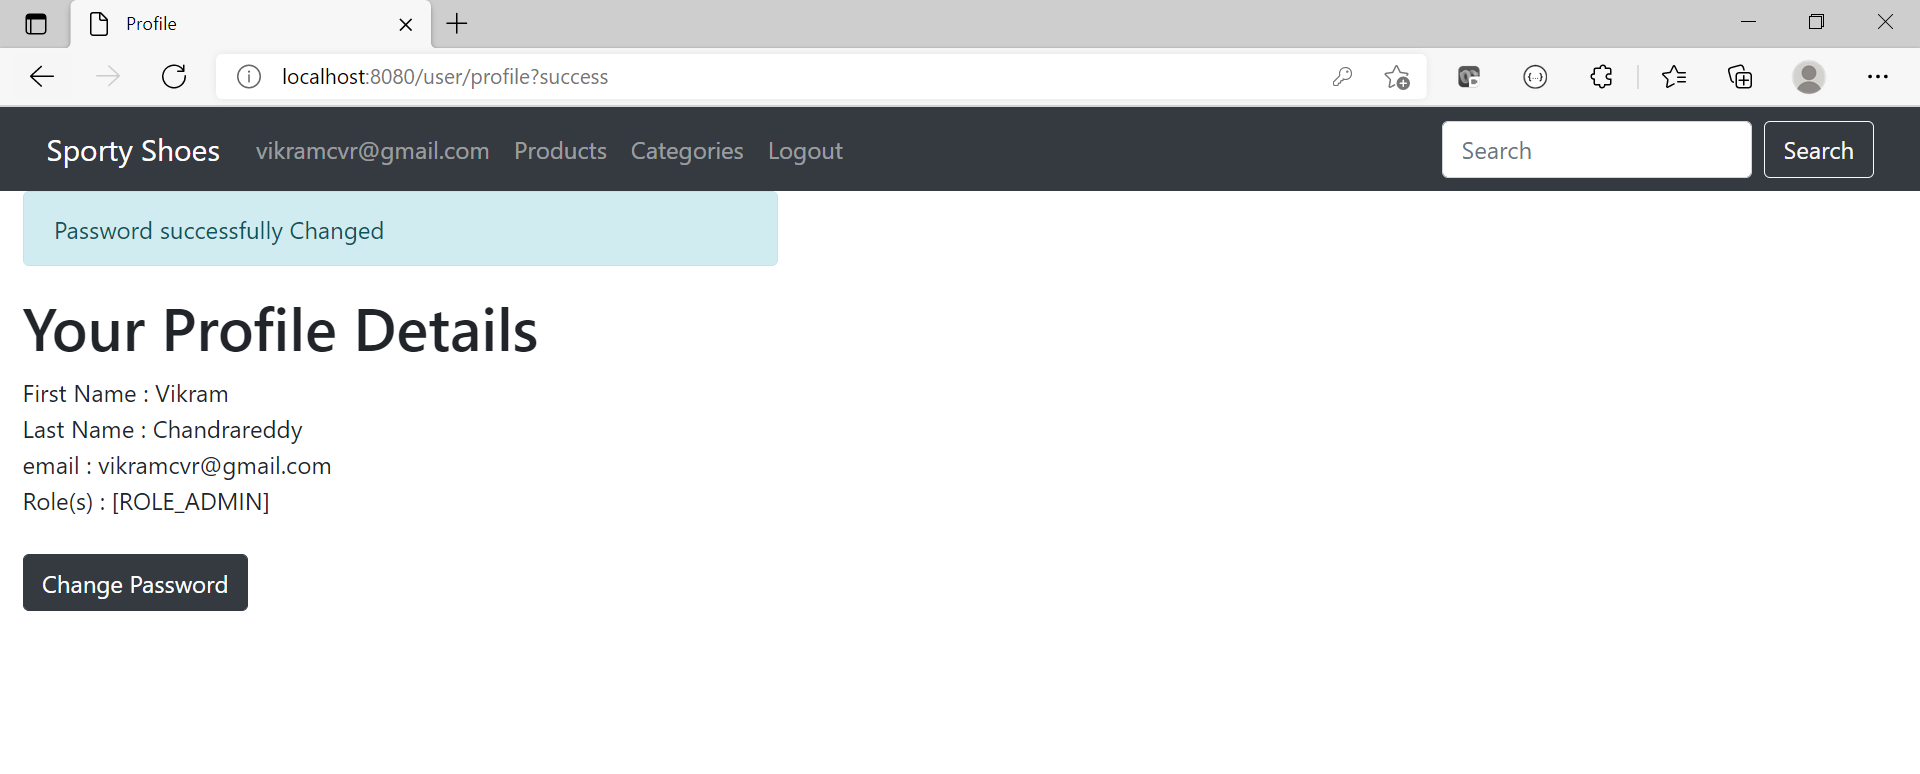 Profile
localhost:8080/user/profile?success
Sporty Shoes vikramcvr@gmail.com Products Categories Logout Search Search
Password successfully Changed
Your Profile Details
First Name : Vikram
Last Name : Chandrareddy
email : vikramcvr@gmail.com
Role(s) : [ROLE_ADMIN]
Change Password